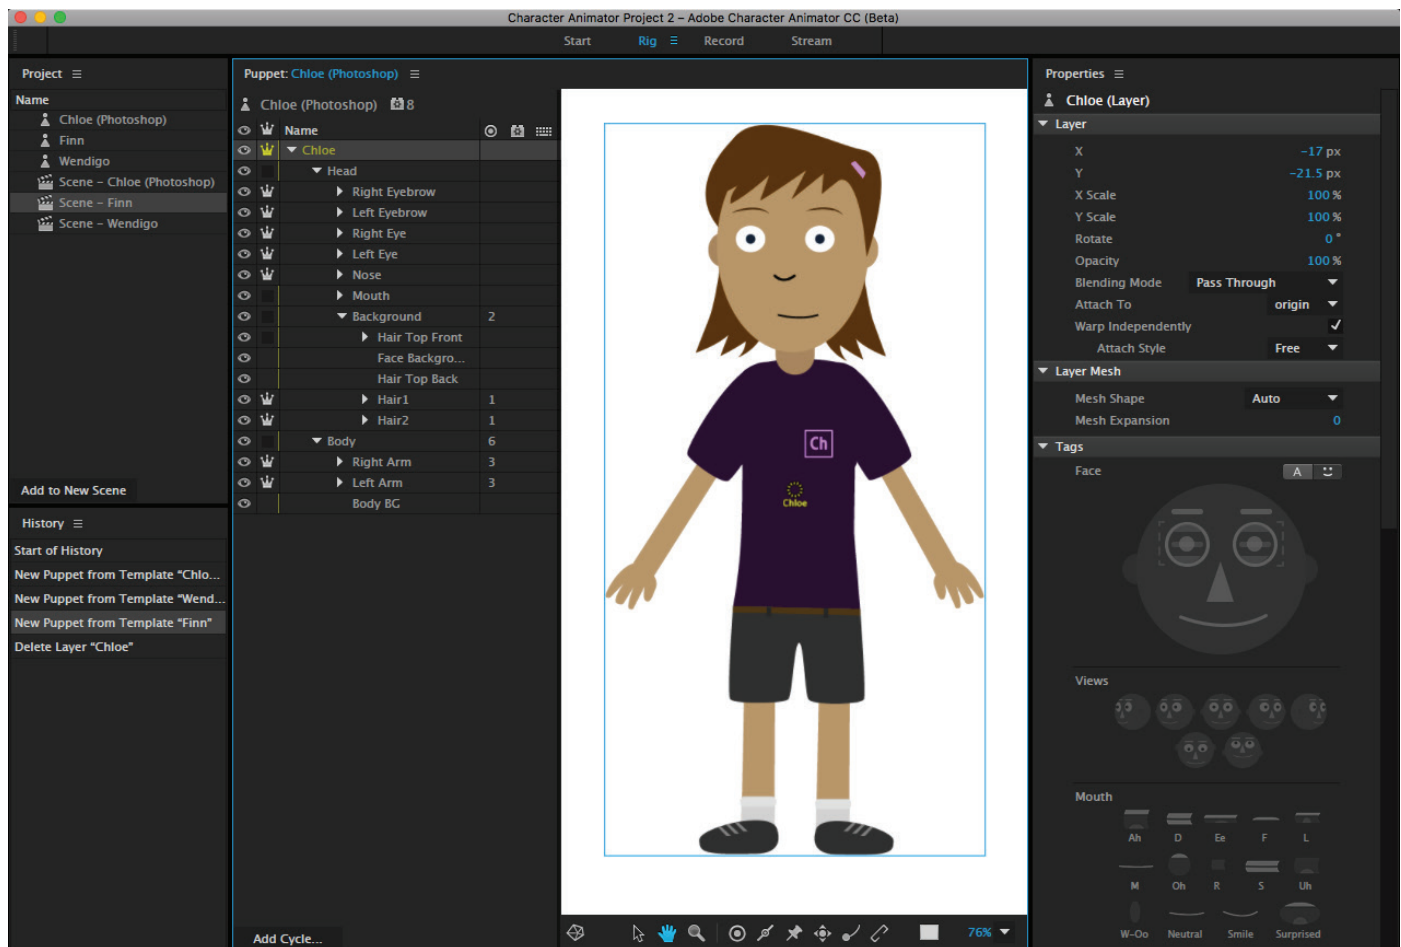 Character Animator Project 2 – Adobe Character Animator CC (Beta)
Start Rig Record Stream
Project
Name
Chloe (Photoshop)
Finn
Wendigo
Scene – Chloe (Photoshop)
Scene – Finn
Scene – Wendigo
Add to New Scene
History
Start of History
New Puppet from Template “Chlo...
New Puppet from Template “Wend...
New Puppet from Template “Finn”
Delete Layer “Chloe”
Puppet: Chloe (Photoshop)
Chloe (Photoshop) 8
Name
Chloe
Head
Right Eyebrow
Left Eyebrow
Right Eye
Left Eye
Nose
Mouth
Background 2
Hair Top Front
Face Backgro...
Hair Top Back
Hair1 1
Hair2 1
Body 6
Right Arm 3
Left Arm 3
Body BG
Add Cycle...
Ch
Chloe
76%
Properties
Chloe (Layer)
Layer
X -17 px
Y -21.5 px
X Scale 100 %
Y Scale 100 %
Rotate 0 °
Opacity 100 %
Blending Mode Pass Through
Attach To origin
Warp Independently
Attach Style Free
Layer Mesh
Mesh Shape Auto
Mesh Expansion 0
Tags
Face A
Views
Mouth
Ah D Ee F L
M Oh R S Uh
W-Oo Neutral Smile Surprised